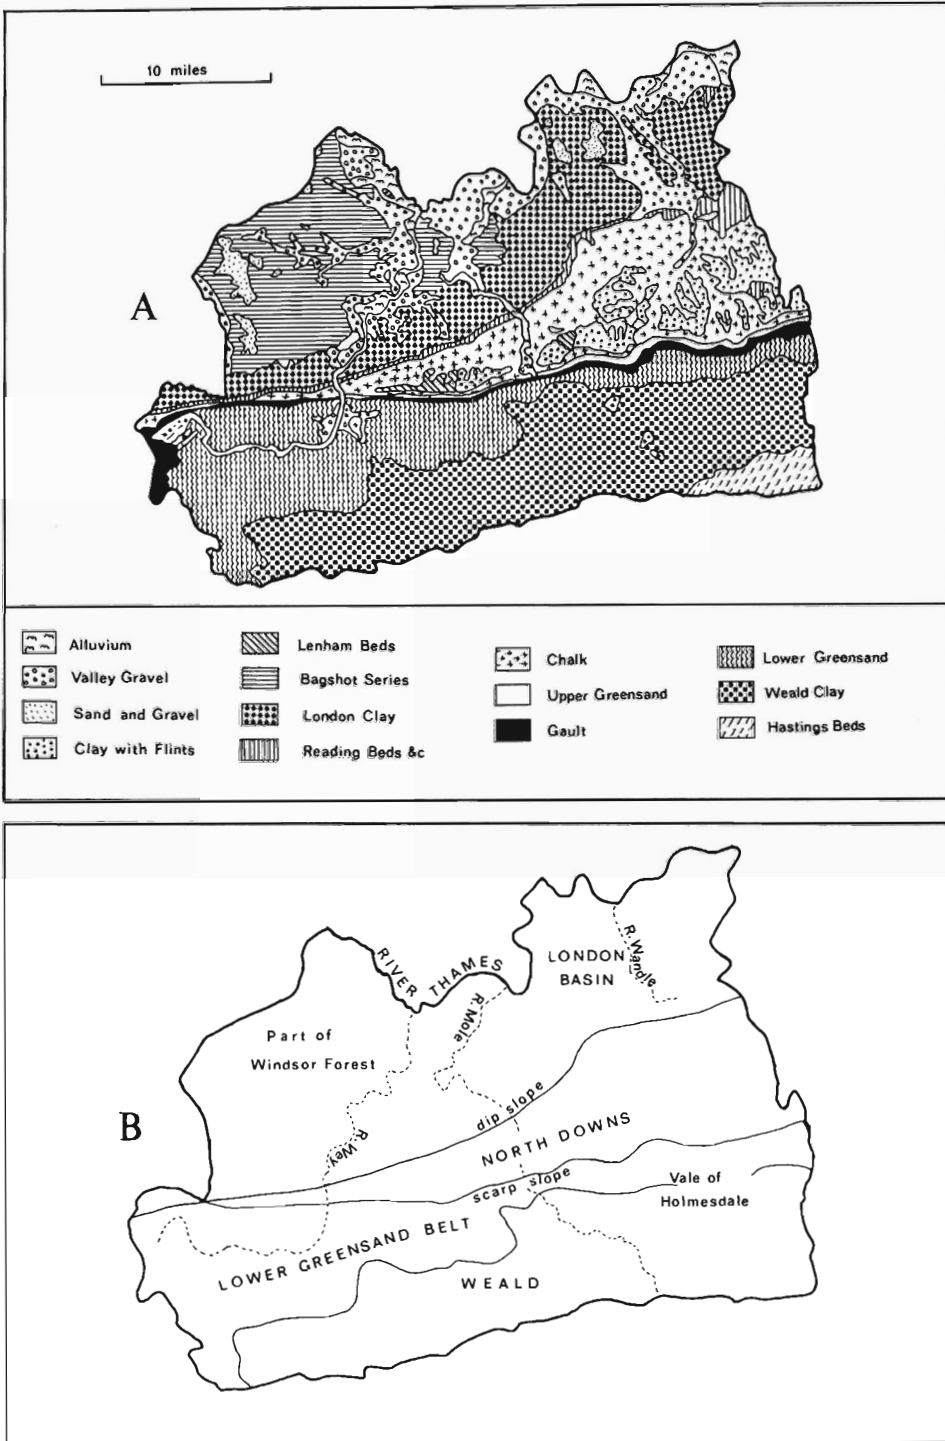 10 miles
A
Alluvium
Valley Gravel
Sand and Gravel
Clay with Flints
Lenham Beds
Bagshot Series
London Clay
Reading Beds &c
Chalk
Upper Greensand
Gault
Lower Greensand
Weald Clay
Hastings Beds
RIVER THAMES
R. Wandle
LONDON
BASIN
R. Mole
Part of
Windsor Forest
dip slope
B
NORTH DOWNS
R. Wey
scarp slope
Vale of
Holmesdale
LOWER GREENSAND BELT
WEALD